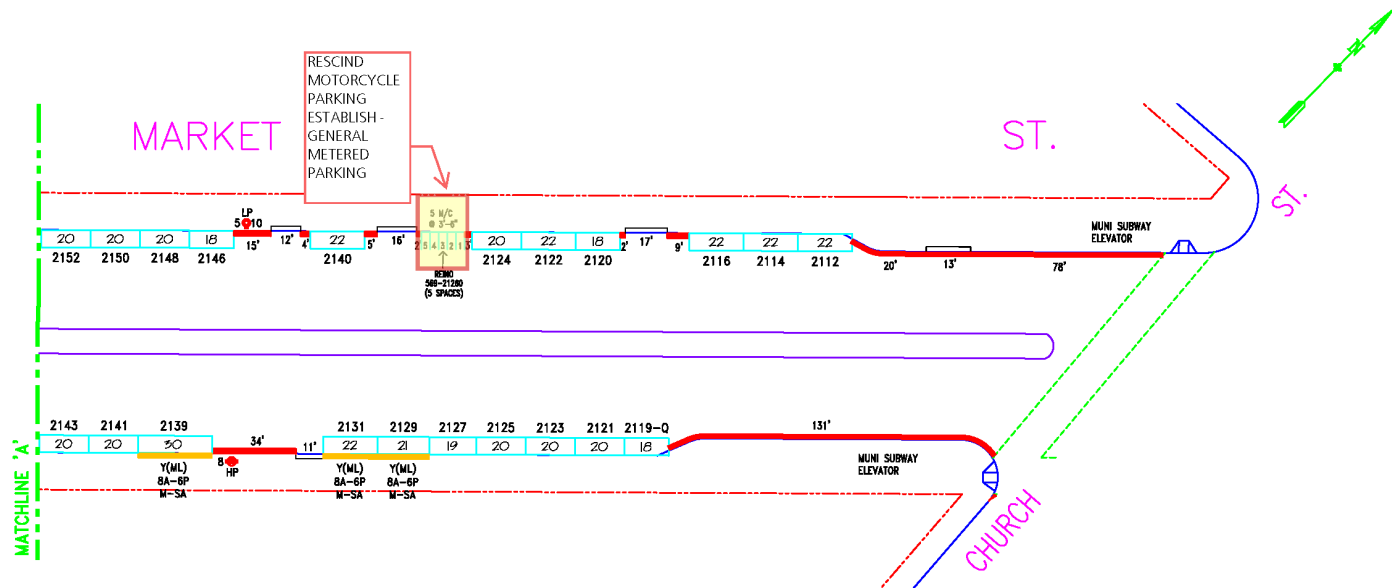 RESCIND
MOTORCYCLE
PARKING
ESTABLISH -
GENERAL
METERED
PARKING
MARKET
ST.
N
ST.
LP
5 10
5 M/C
@ 3'-6"
MUNI SUBWAY
ELEVATOR
20 20 20 18 15' 12' 4' 22 5' 16' 2' 5 4 3 2 1 3' 20 22 18 2' 17' 9' 22 22 22
2152 2150 2148 2146 2140 2124 2122 2120 2116 2114 2112
20' 13' 78'
REINO
569-21260
(5 SPACES)
2143 2141 2139 34' 11' 2131 2129 2127 2125 2123 2121 2119-Q 131'
20 20 30 22 21 19 20 20 20 18
8
HP
Y(ML)
8A-6P
M-SA
Y(ML)
8A-6P
M-SA
Y(ML)
8A-6P
M-SA
MUNI SUBWAY
ELEVATOR
MATCHLINE 'A'
CHURCH